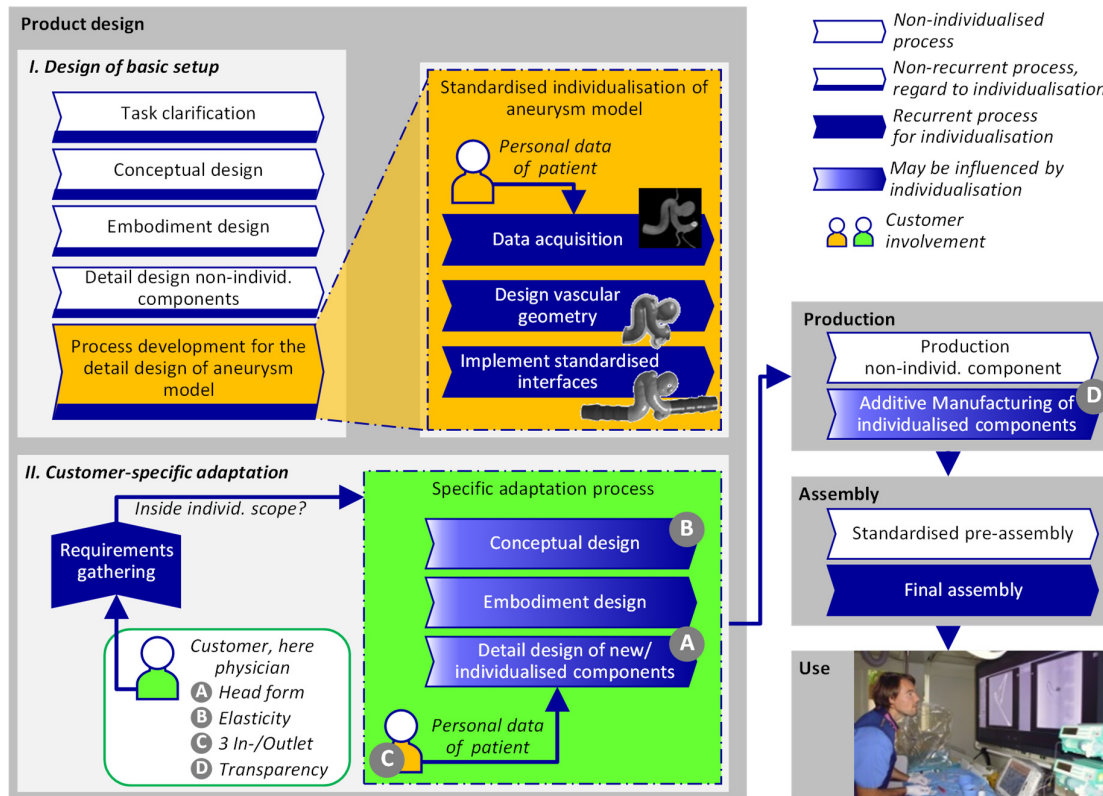 Product design
I. Design of basic setup
Task clarification
Conceptual design
Embodiment design
Detail design non-individ.
components
Process development for the
detail design of aneurysm
model
Standardised individualisation of
aneurysm model
Personal data
of patient
Data acquisition
Design vascular
geometry
Implement standardised
interfaces
II. Customer-specific adaptation
Inside individ. scope?
Requirements
gathering
Customer, here
physician
A Head form
B Elasticity
C 3 In-/Outlet
D Transparency
Specific adaptation process
Conceptual design
B
Embodiment design
Detail design of new/
individualised components
A
C
Personal data
of patient
Non-individualised
process
Non-recurrent process,
regard to individualisation
Recurrent process
for individualisation
May be influenced by
individualisation
Customer
involvement
Production
Production
non-individ. component
Additive Manufacturing of
individualised components
D
Assembly
Standardised pre-assembly
Final assembly
Use